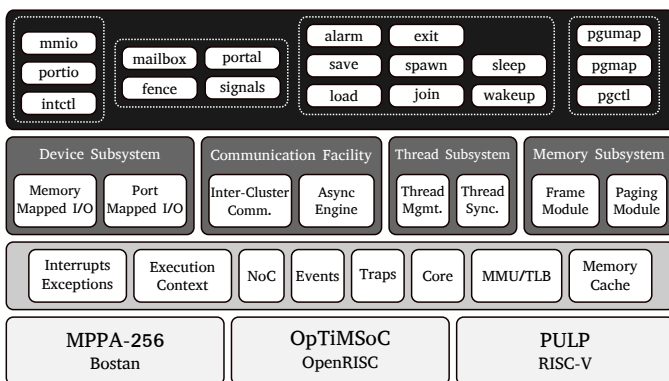 mmio
portio
intctl
mailbox portal
fence signals
alarm exit
save spawn sleep
load join wakeup
pgumap
pgmap
pgctl
Device Subsystem
Memory
Mapped I/O
Port
Mapped I/O
Communication Facility
Inter-Cluster
Comm.
Async
Engine
Thread Subsystem
Thread
Mgmt.
Thread
Sync.
Memory Subsystem
Frame
Module
Paging
Module
Interrupts
Exceptions
Execution
Context
NoC
Events
Traps
Core
MMU/TLB
Memory
Cache
MPPA-256
Bostan
OpTiMSoC
OpenRISC
PULP
RISC-V